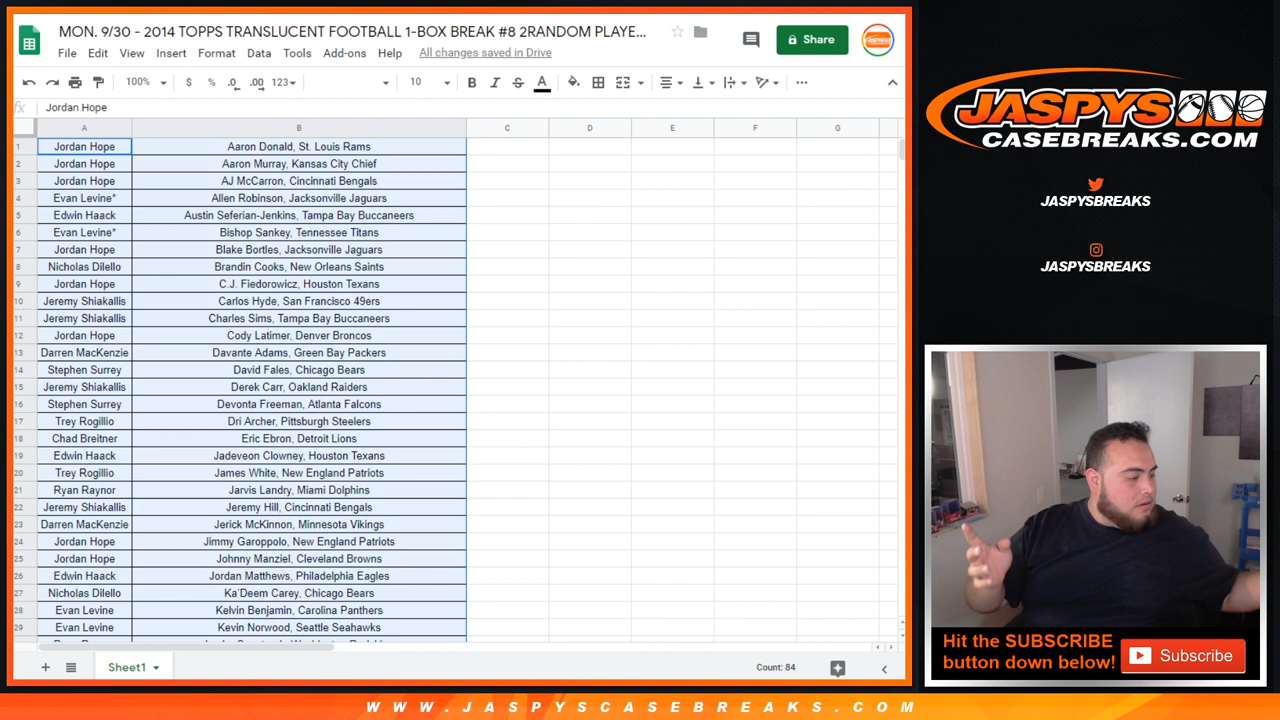 MON. 9/30 - 2014 TOPPS TRANSLUCENT FOOTBALL 1-BOX BREAK #8 2RANDOM PLAYE...
File Edit View Insert Format Data Tools Add-ons Help All changes saved in Drive
Share
100% $ % .0 .00 123 10 B I S A
fx Jordan Hope
A B C D E F G
1 Jordan Hope Aaron Donald, St. Louis Rams
2 Jordan Hope Aaron Murray, Kansas City Chief
3 Jordan Hope AJ McCarron, Cincinnati Bengals
4 Evan Levine* Allen Robinson, Jacksonville Jaguars
5 Edwin Haack Austin Seferian-Jenkins, Tampa Bay Buccaneers
6 Evan Levine* Bishop Sankey, Tennessee Titans
7 Jordan Hope Blake Bortles, Jacksonville Jaguars
8 Nicholas Dilello Brandin Cooks, New Orleans Saints
9 Jordan Hope C.J. Fiedorowicz, Houston Texans
10 Jeremy Shiakallis Carlos Hyde, San Francisco 49ers
11 Jeremy Shiakallis Charles Sims, Tampa Bay Buccaneers
12 Jordan Hope Cody Latimer, Denver Broncos
13 Darren MacKenzie Davante Adams, Green Bay Packers
14 Stephen Surrey David Fales, Chicago Bears
15 Jeremy Shiakallis Derek Carr, Oakland Raiders
16 Stephen Surrey Devonta Freeman, Atlanta Falcons
17 Trey Rogillio Dri Archer, Pittsburgh Steelers
18 Chad Breitner Eric Ebron, Detroit Lions
19 Edwin Haack Jadeveon Clowney, Houston Texans
20 Trey Rogillio James White, New England Patriots
21 Ryan Raynor Jarvis Landry, Miami Dolphins
22 Jeremy Shiakallis Jeremy Hill, Cincinnati Bengals
23 Darren MacKenzie Jerick McKinnon, Minnesota Vikings
24 Jordan Hope Jimmy Garoppolo, New England Patriots
25 Jordan Hope Johnny Manziel, Cleveland Browns
26 Edwin Haack Jordan Matthews, Philadelphia Eagles
27 Nicholas Dilello Ka'Deem Carey, Chicago Bears
28 Evan Levine Kelvin Benjamin, Carolina Panthers
29 Evan Levine Kevin Norwood, Seattle Seahawks
Sheet1
Count: 84
JASPYS
CASEBREAKS.COM
JASPYSBREAKS
JASPYSBREAKS
Hit the SUBSCRIBE
button down below!
Subscribe
WWW.JASPYSCASEBREAKS.COM